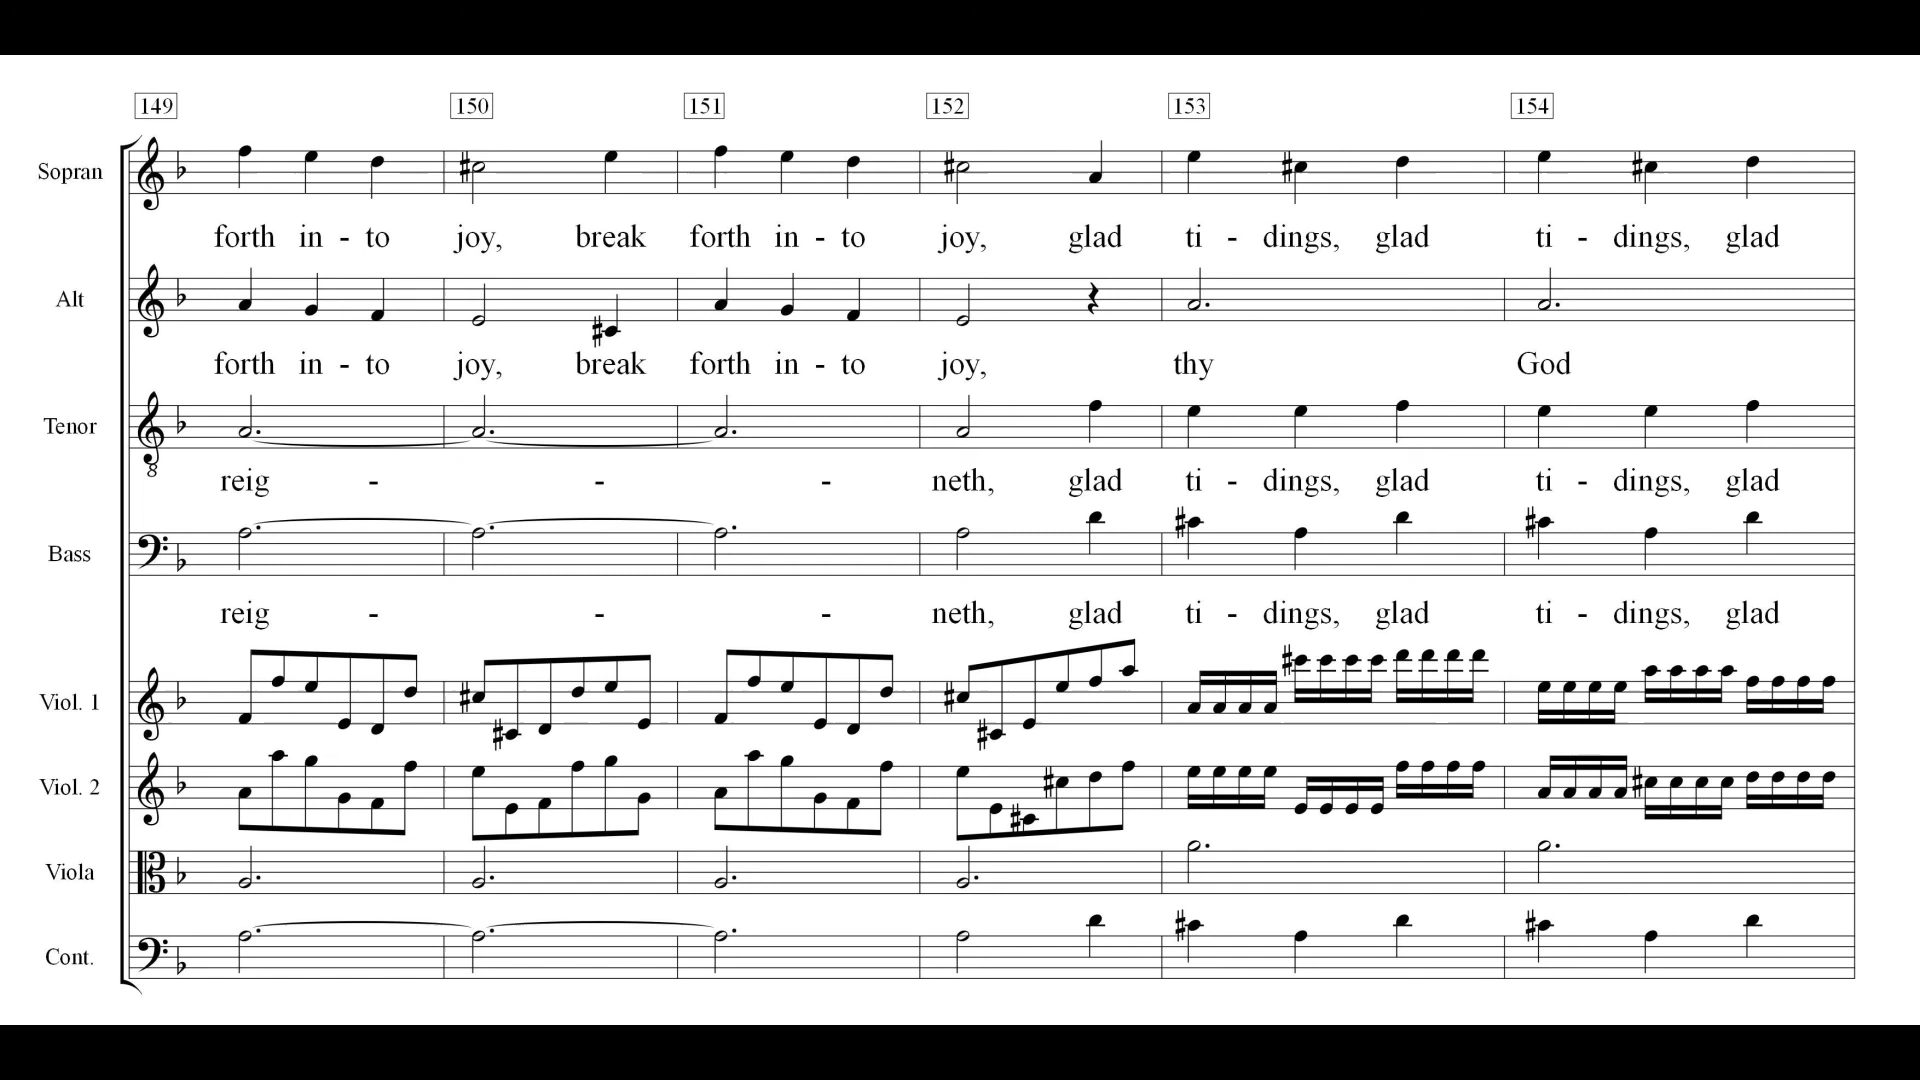 149 150 151 152 153 154
Sopran
forth in - to joy, break forth in - to joy, glad ti - dings, glad ti - dings, glad
Alt
forth in - to joy, break forth in - to joy, thy God
Tenor
8
reig - - - neth, glad ti - dings, glad ti - dings, glad
Bass
reig - - - neth, glad ti - dings, glad ti - dings, glad
Viol. 1
Viol. 2
Viola
Cont.